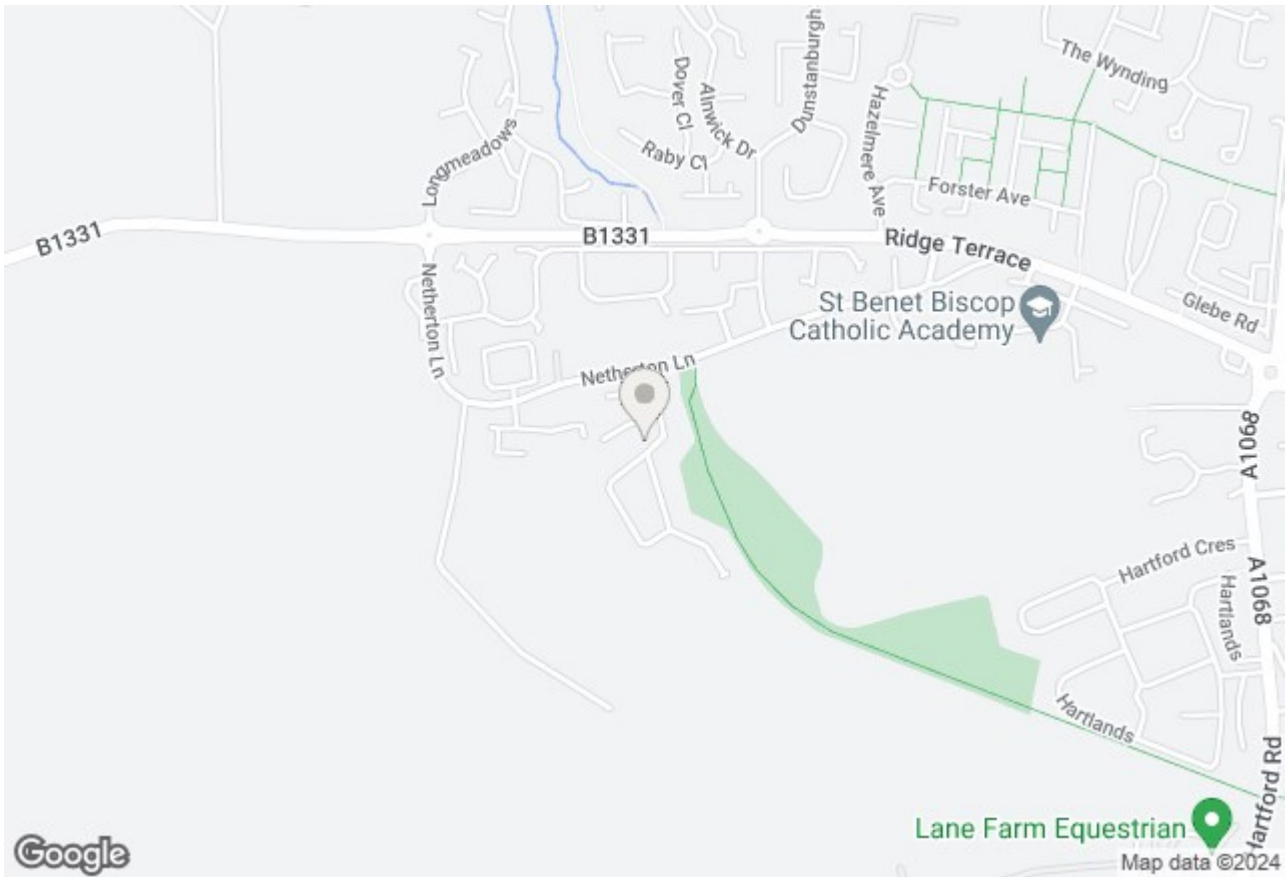 The Wynding
Dunstanburgh
Dover Cl
Alnwick Dr
Hazelmere Ave
Longmeadows
Raby Cl
Forster Ave
B1331
B1331
Ridge Terrace
Netherton Ln
St Benet Biscop
Catholic Academy
Glebe Rd
Netherton Ln
A1068
Hartford Cres
A1068
Hartlands
Hartlands
Hartford Rd
Lane Farm Equestrian
Google
Map data ©2024